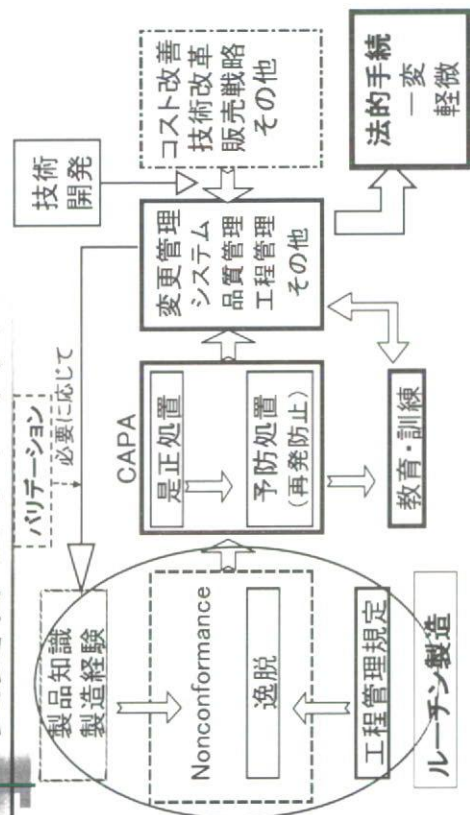 バリデーション
必要に応じて
技術
開発
製品知識
製造経験
Nonconformance
逸脱
工程管理規定
ルーチン製造
CAPA
是正処置
予防処置
(再発防止)
教育・訓練
変更管理
システム
品質管理
工程管理
その他
コスト改善
技術改革
販売戦略
その他
法的手続
一変
軽微